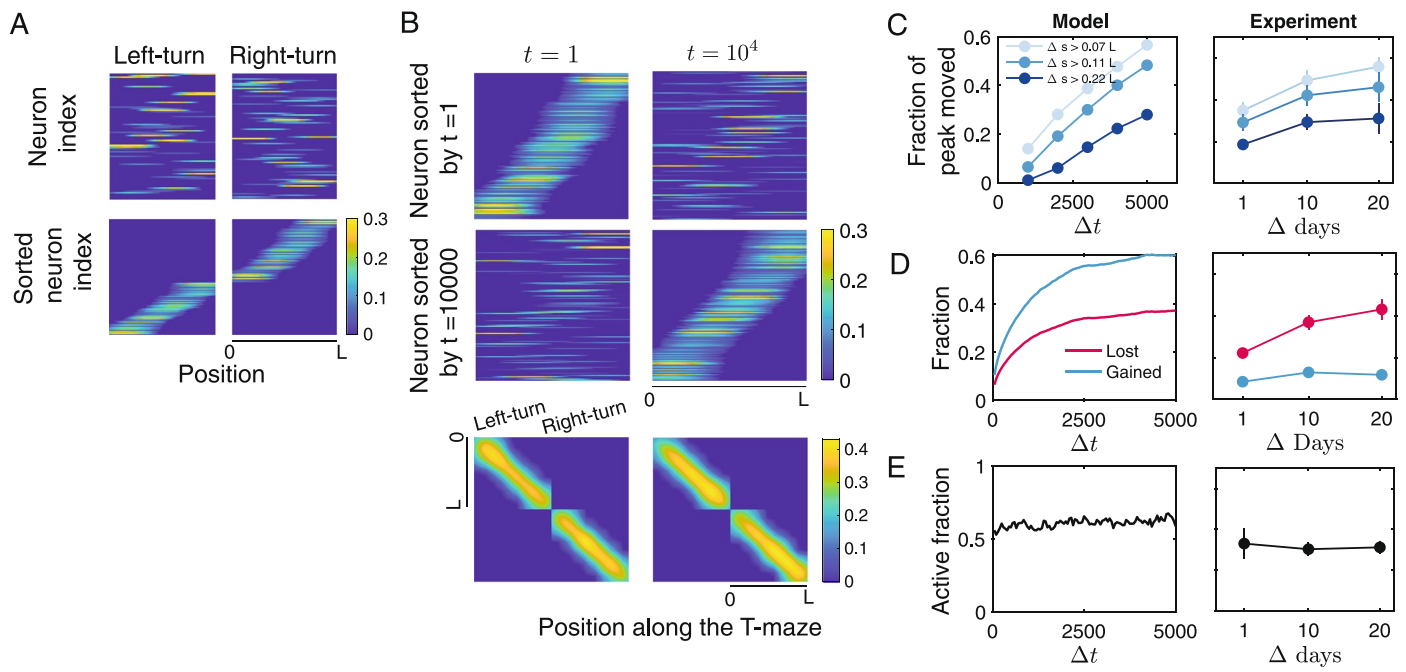 A
Left-turn Right-turn
Neuron
index
Sorted
neuron
index
0.3
0.2
0.1
0
0 L
Position
B
t = 1 t = 10^4
Neuron sorted
by t =1
Neuron sorted
by t =10000
0.3
0.2
0.1
0
0 L
Left-turn Right-turn
0
L
0.4
0.3
0.2
0.1
0
0 L
Position along the T-maze
C
Model Experiment
Fraction of
peak moved
0.6
0.4
0.2
0
Δ s > 0.07 L
Δ s > 0.11 L
Δ s > 0.22 L
0 2500 5000
Δt
1 10 20
Δ days
D
Fraction
0.6
0.4
0.2
0
Lost
Gained
0 2500 5000
Δt
1 10 20
Δ Days
E
Active fraction
1
0.5
0
0 2500 5000
Δt
1 10 20
Δ days